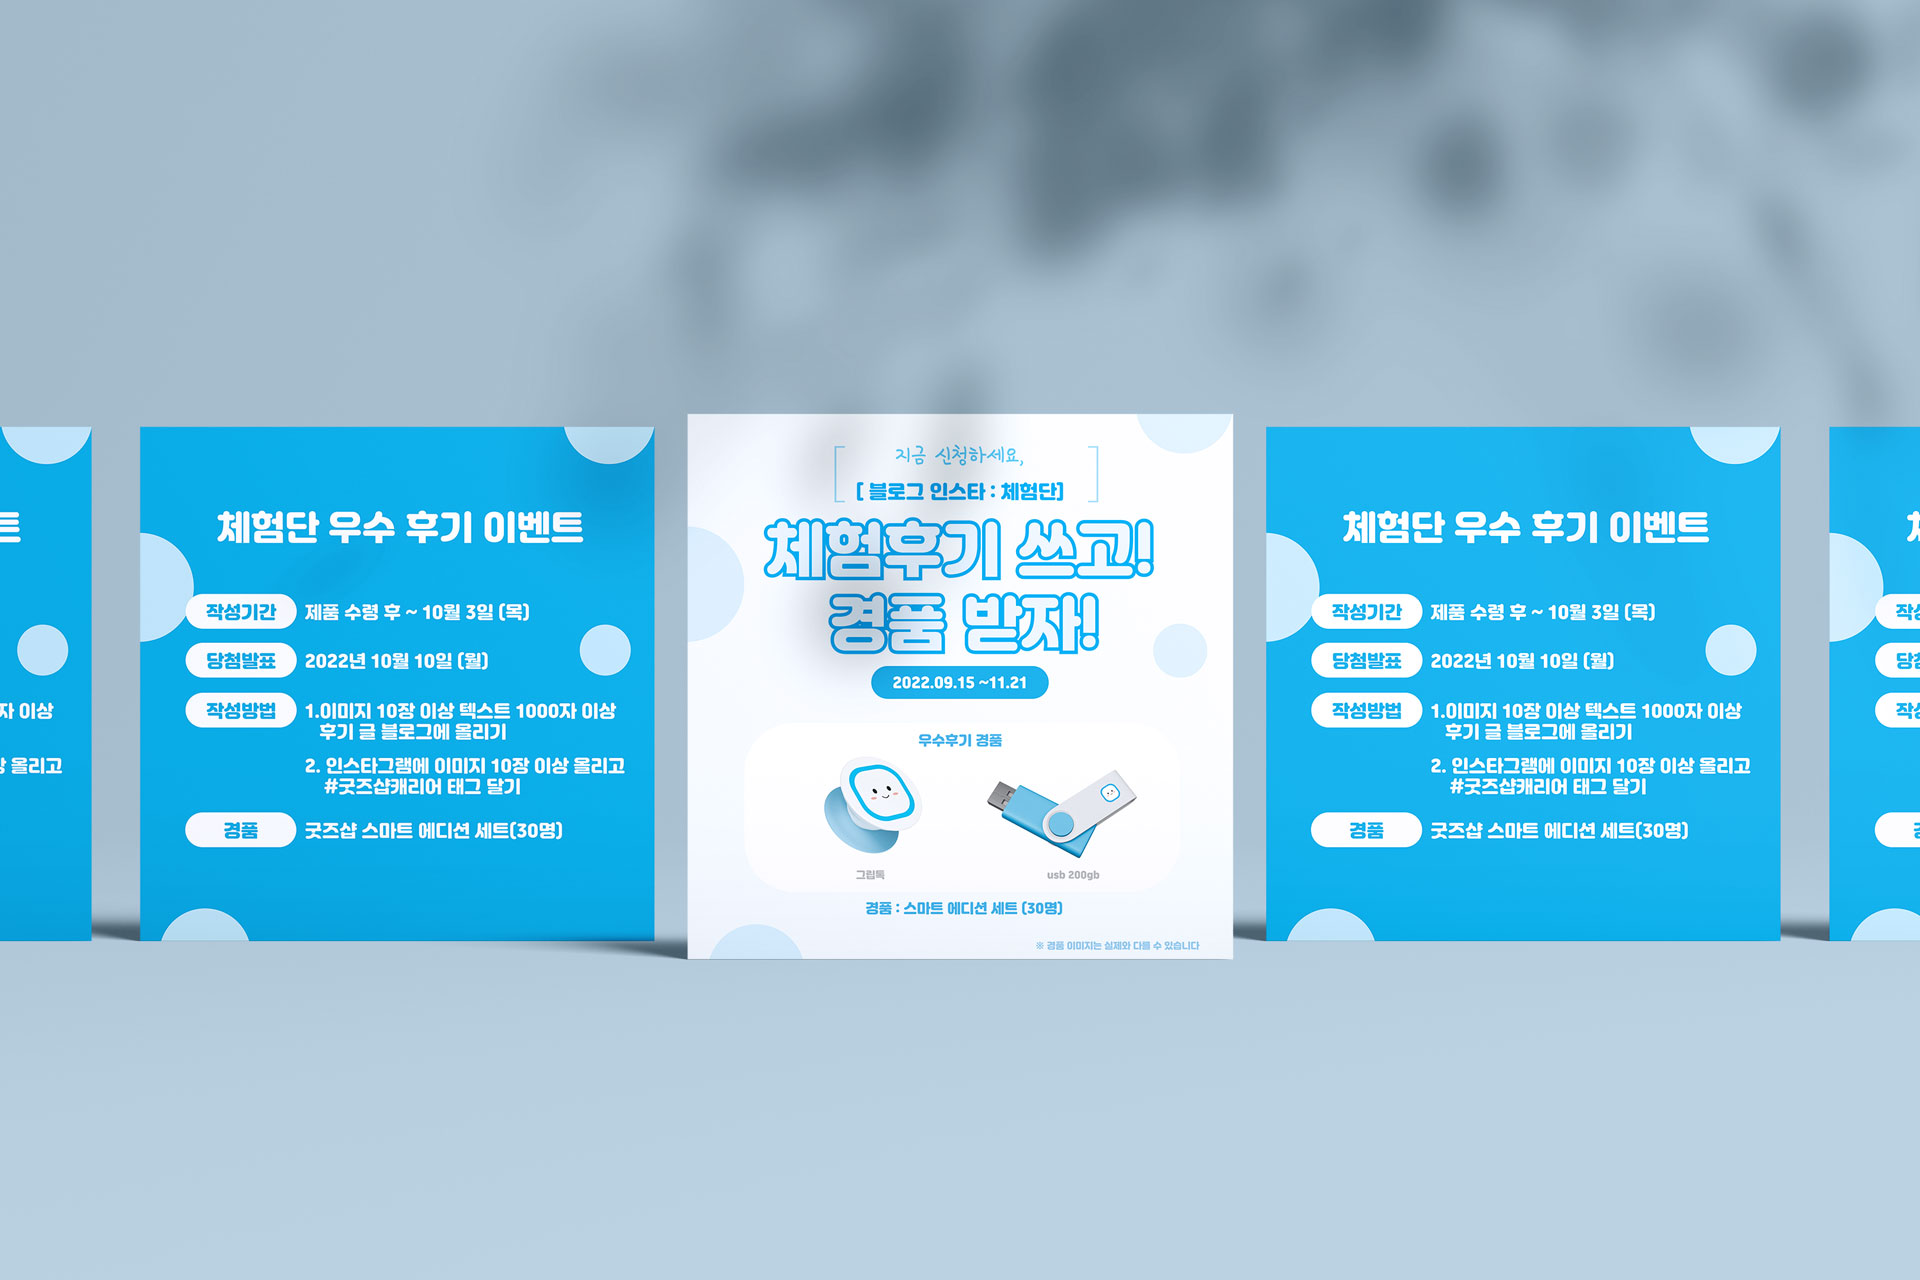 트
자 이상
장 올리고
체험단 우수 후기 이벤트
작성기간 제품 수령 후 ~ 10월 3일 (목)
당첨발표 2022년 10월 10일 (월)
작성방법 1.이미지 10장 이상 텍스트 1000자 이상
후기 글 블로그에 올리기
2. 인스타그램에 이미지 10장 이상 올리고
#굿즈샵캐리어 태그 달기
경품 굿즈샵 스마트 에디션 세트(30명)
지금 신청하세요,
[ 블로그 인스타 : 체험단]
체험후기 쓰고!
경품 받자!
2022.09.15 ~11.21
우수후기 경품
그립톡 usb 200gb
경품 : 스마트 에디션 세트 (30명)
※ 경품 이미지는 실제와 다를 수 있습니다
체험단 우수 후기 이벤트
작성기간 제품 수령 후 ~ 10월 3일 (목)
당첨발표 2022년 10월 10일 (월)
작성방법 1.이미지 10장 이상 텍스트 1000자 이상
후기 글 블로그에 올리기
2. 인스타그램에 이미지 10장 이상 올리고
#굿즈샵캐리어 태그 달기
경품 굿즈샵 스마트 에디션 세트(30명)
작성
당첨
작성